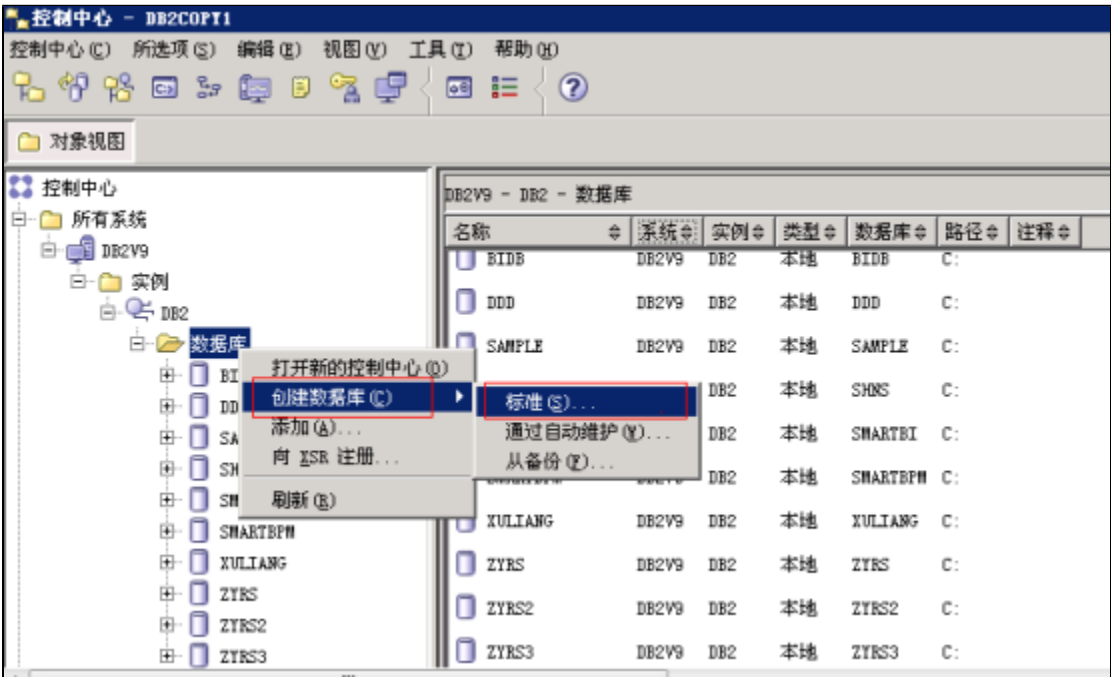 控制中心 - DB2COPY1
控制中心(C) 所选项(S) 编辑(E) 视图(V) 工具(T) 帮助(H)
对象视图
控制中心
所有系统
DB2V9
实例
DB2
数据库
BI
DD
SA
SH
SM
SMARTBPM
XULIANG
ZYRS
ZYRS2
ZYRS3
打开新的控制中心(O)
创建数据库(C)
添加(A)...
向 XSR 注册...
刷新(R)
标准(S)...
通过自动维护(Y)...
从备份(F)...
DB2V9 - DB2 - 数据库
名称 系统 实例 类型 数据库 路径 注释
BIDB DB2V9 DB2 本地 BIDB C:
DDD DB2V9 DB2 本地 DDD C:
SAMPLE DB2V9 DB2 本地 SAMPLE C:
DB2 本地 SHNS C:
DB2 本地 SMARTBI C:
DB2 本地 SMARTBPM C:
XULIANG DB2V9 DB2 本地 XULIANG C:
ZYRS DB2V9 DB2 本地 ZYRS C:
ZYRS2 DB2V9 DB2 本地 ZYRS2 C:
ZYRS3 DB2V9 DB2 本地 ZYRS3 C: